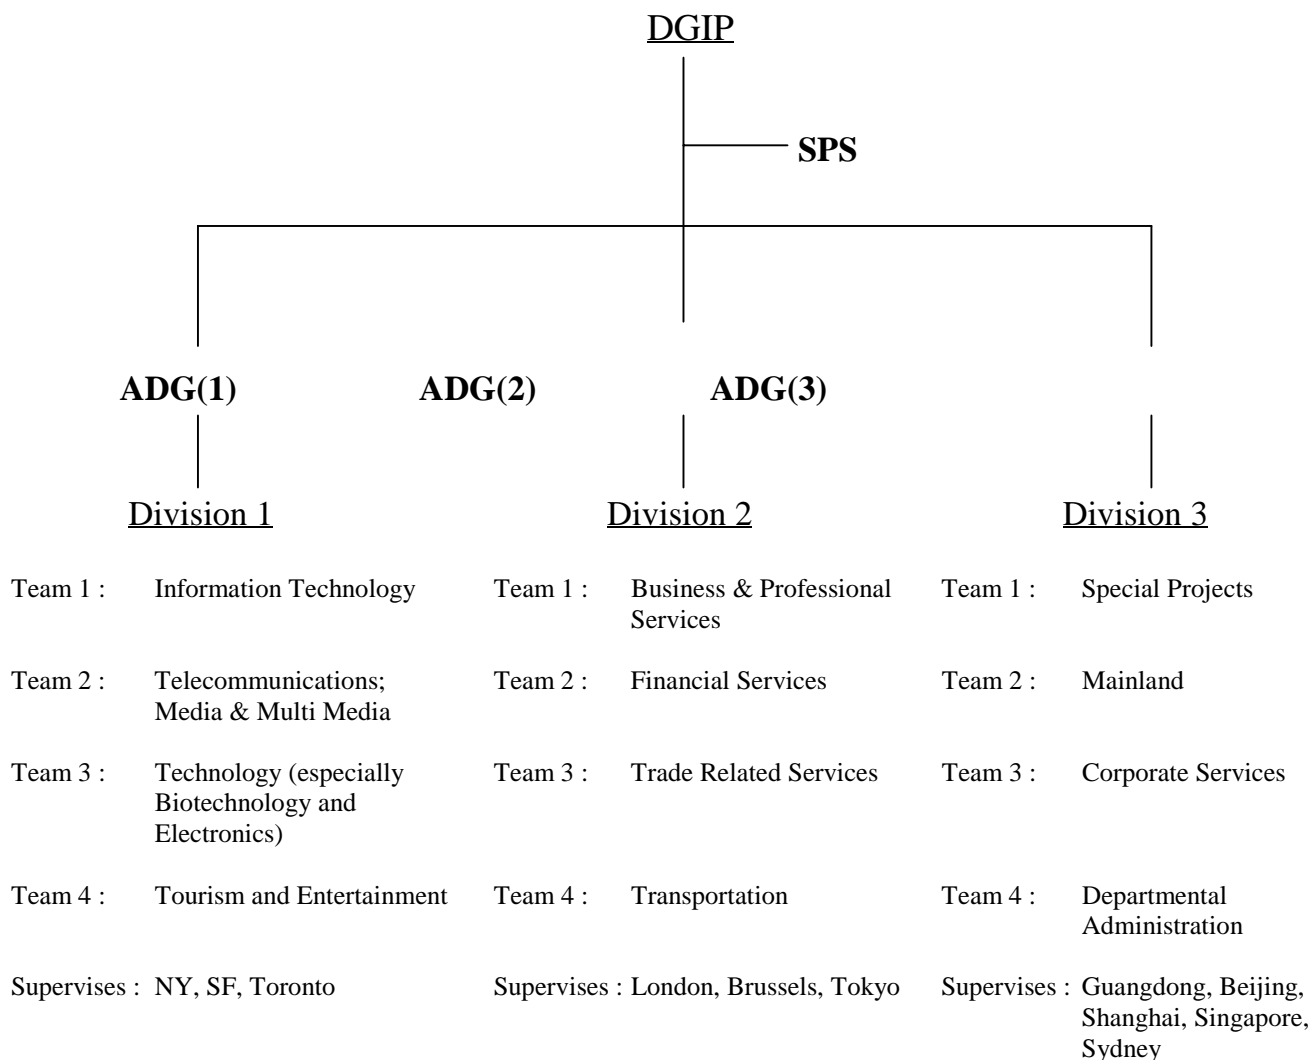 DGIP
SPS
ADG(1) ADG(2) ADG(3)
Division 1 Division 2 Division 3
Team 1 : Information Technology Team 1 : Business & Professional Team 1 : Special Projects
Services
Team 2 : Telecommunications; Team 2 : Financial Services Team 2 : Mainland
Media & Multi Media
Team 3 : Technology (especially Team 3 : Trade Related Services Team 3 : Corporate Services
Biotechnology and
Electronics)
Team 4 : Tourism and Entertainment Team 4 : Transportation Team 4 : Departmental
Administration
Supervises : NY, SF, Toronto Supervises : London, Brussels, Tokyo Supervises : Guangdong, Beijing,
Shanghai, Singapore,
Sydney